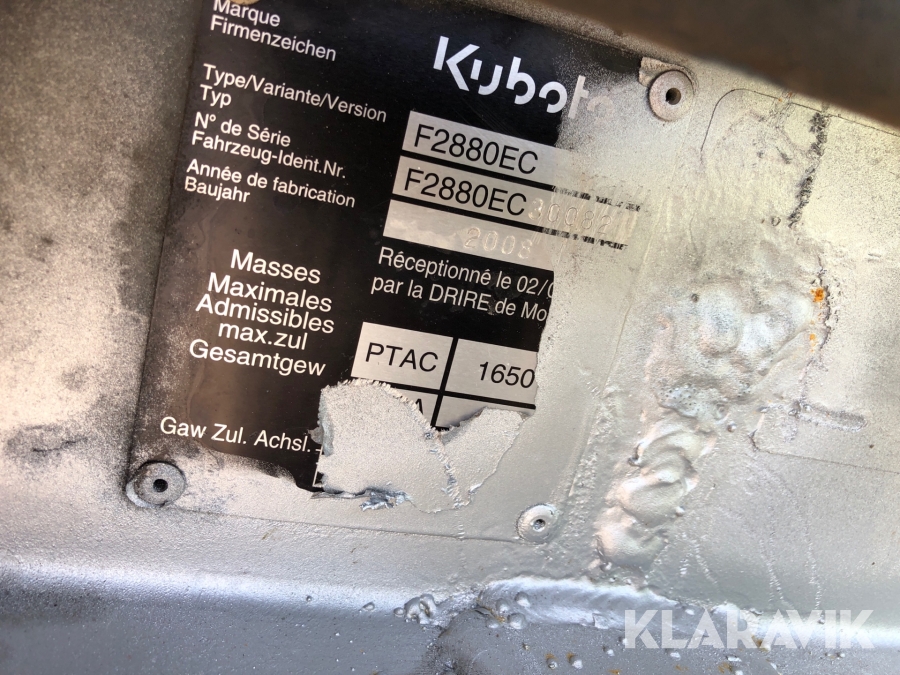 Marque
Firmenzeichen
Kubota
Type/Variante/Version
Typ
F2880EC
N° de Série
Fahrzeug-Ident.Nr.
F2880EC
Année de fabrication
Baujahr
2008
Réceptionné le 02/0
par la DRIRE de Mo
Masses
Maximales
Admissibles
max.zul
Gesamtgew
PTAC 1650
A
Gaw Zul. Achsl.
KLARAVIK